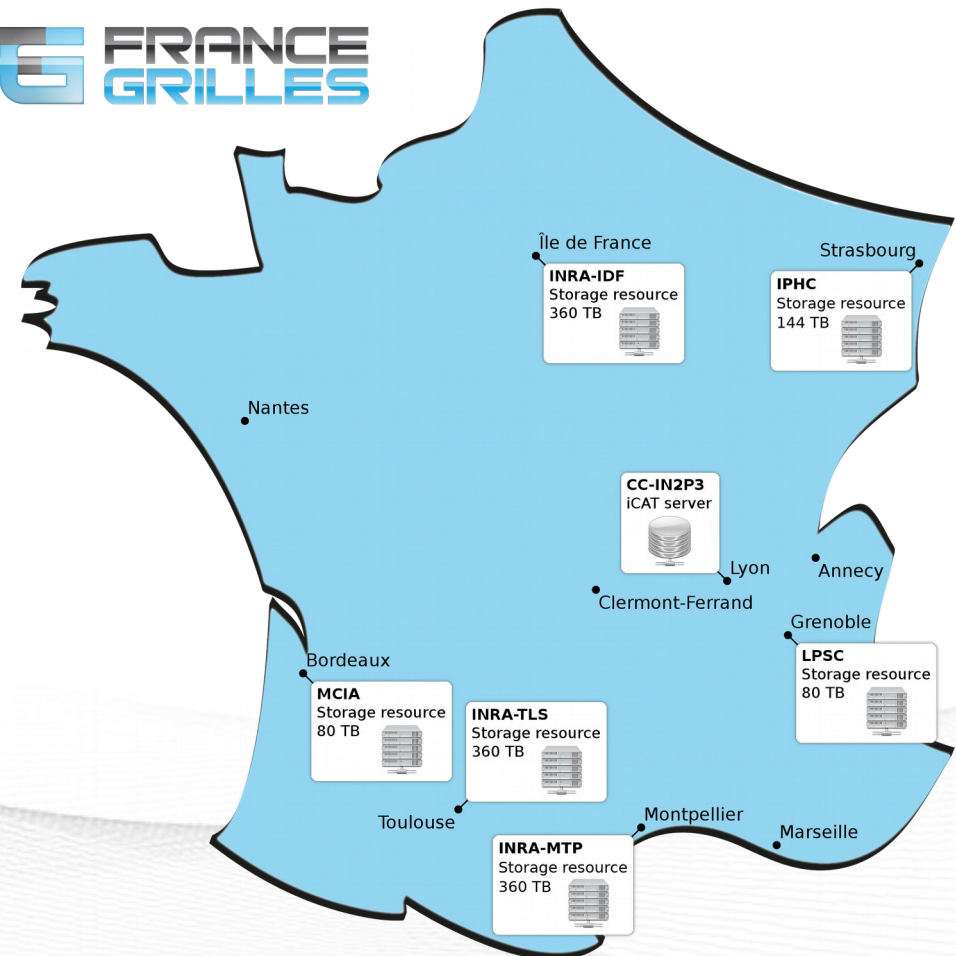 FRANCE
GRILLES
Île de France
INRA-IDF
Storage resource
360 TB
Strasbourg
IPHC
Storage resource
144 TB
Nantes
CC-IN2P3
iCAT server
Lyon
Annecy
Clermont-Ferrand
Grenoble
LPSC
Storage resource
80 TB
Bordeaux
MCIA
Storage resource
80 TB
INRA-TLS
Storage resource
360 TB
Toulouse
Montpellier
INRA-MTP
Storage resource
360 TB
Marseille